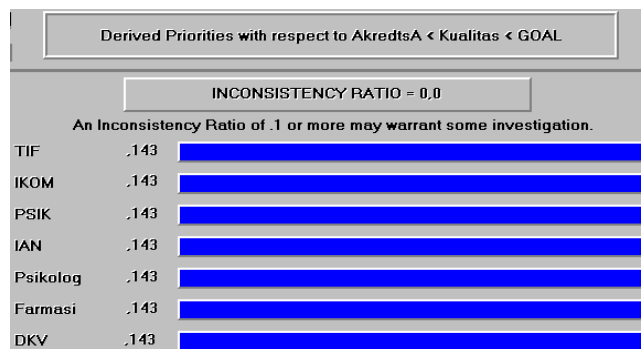 Derived Priorities with respect to AkredtsA < Kualitas < GOAL
INCONSISTENCY RATIO = 0,0
An Inconsistency Ratio of .1 or more may warrant some investigation.
TIF ,143
IKOM ,143
PSIK ,143
IAN ,143
Psikolog ,143
Farmasi ,143
DKV ,143